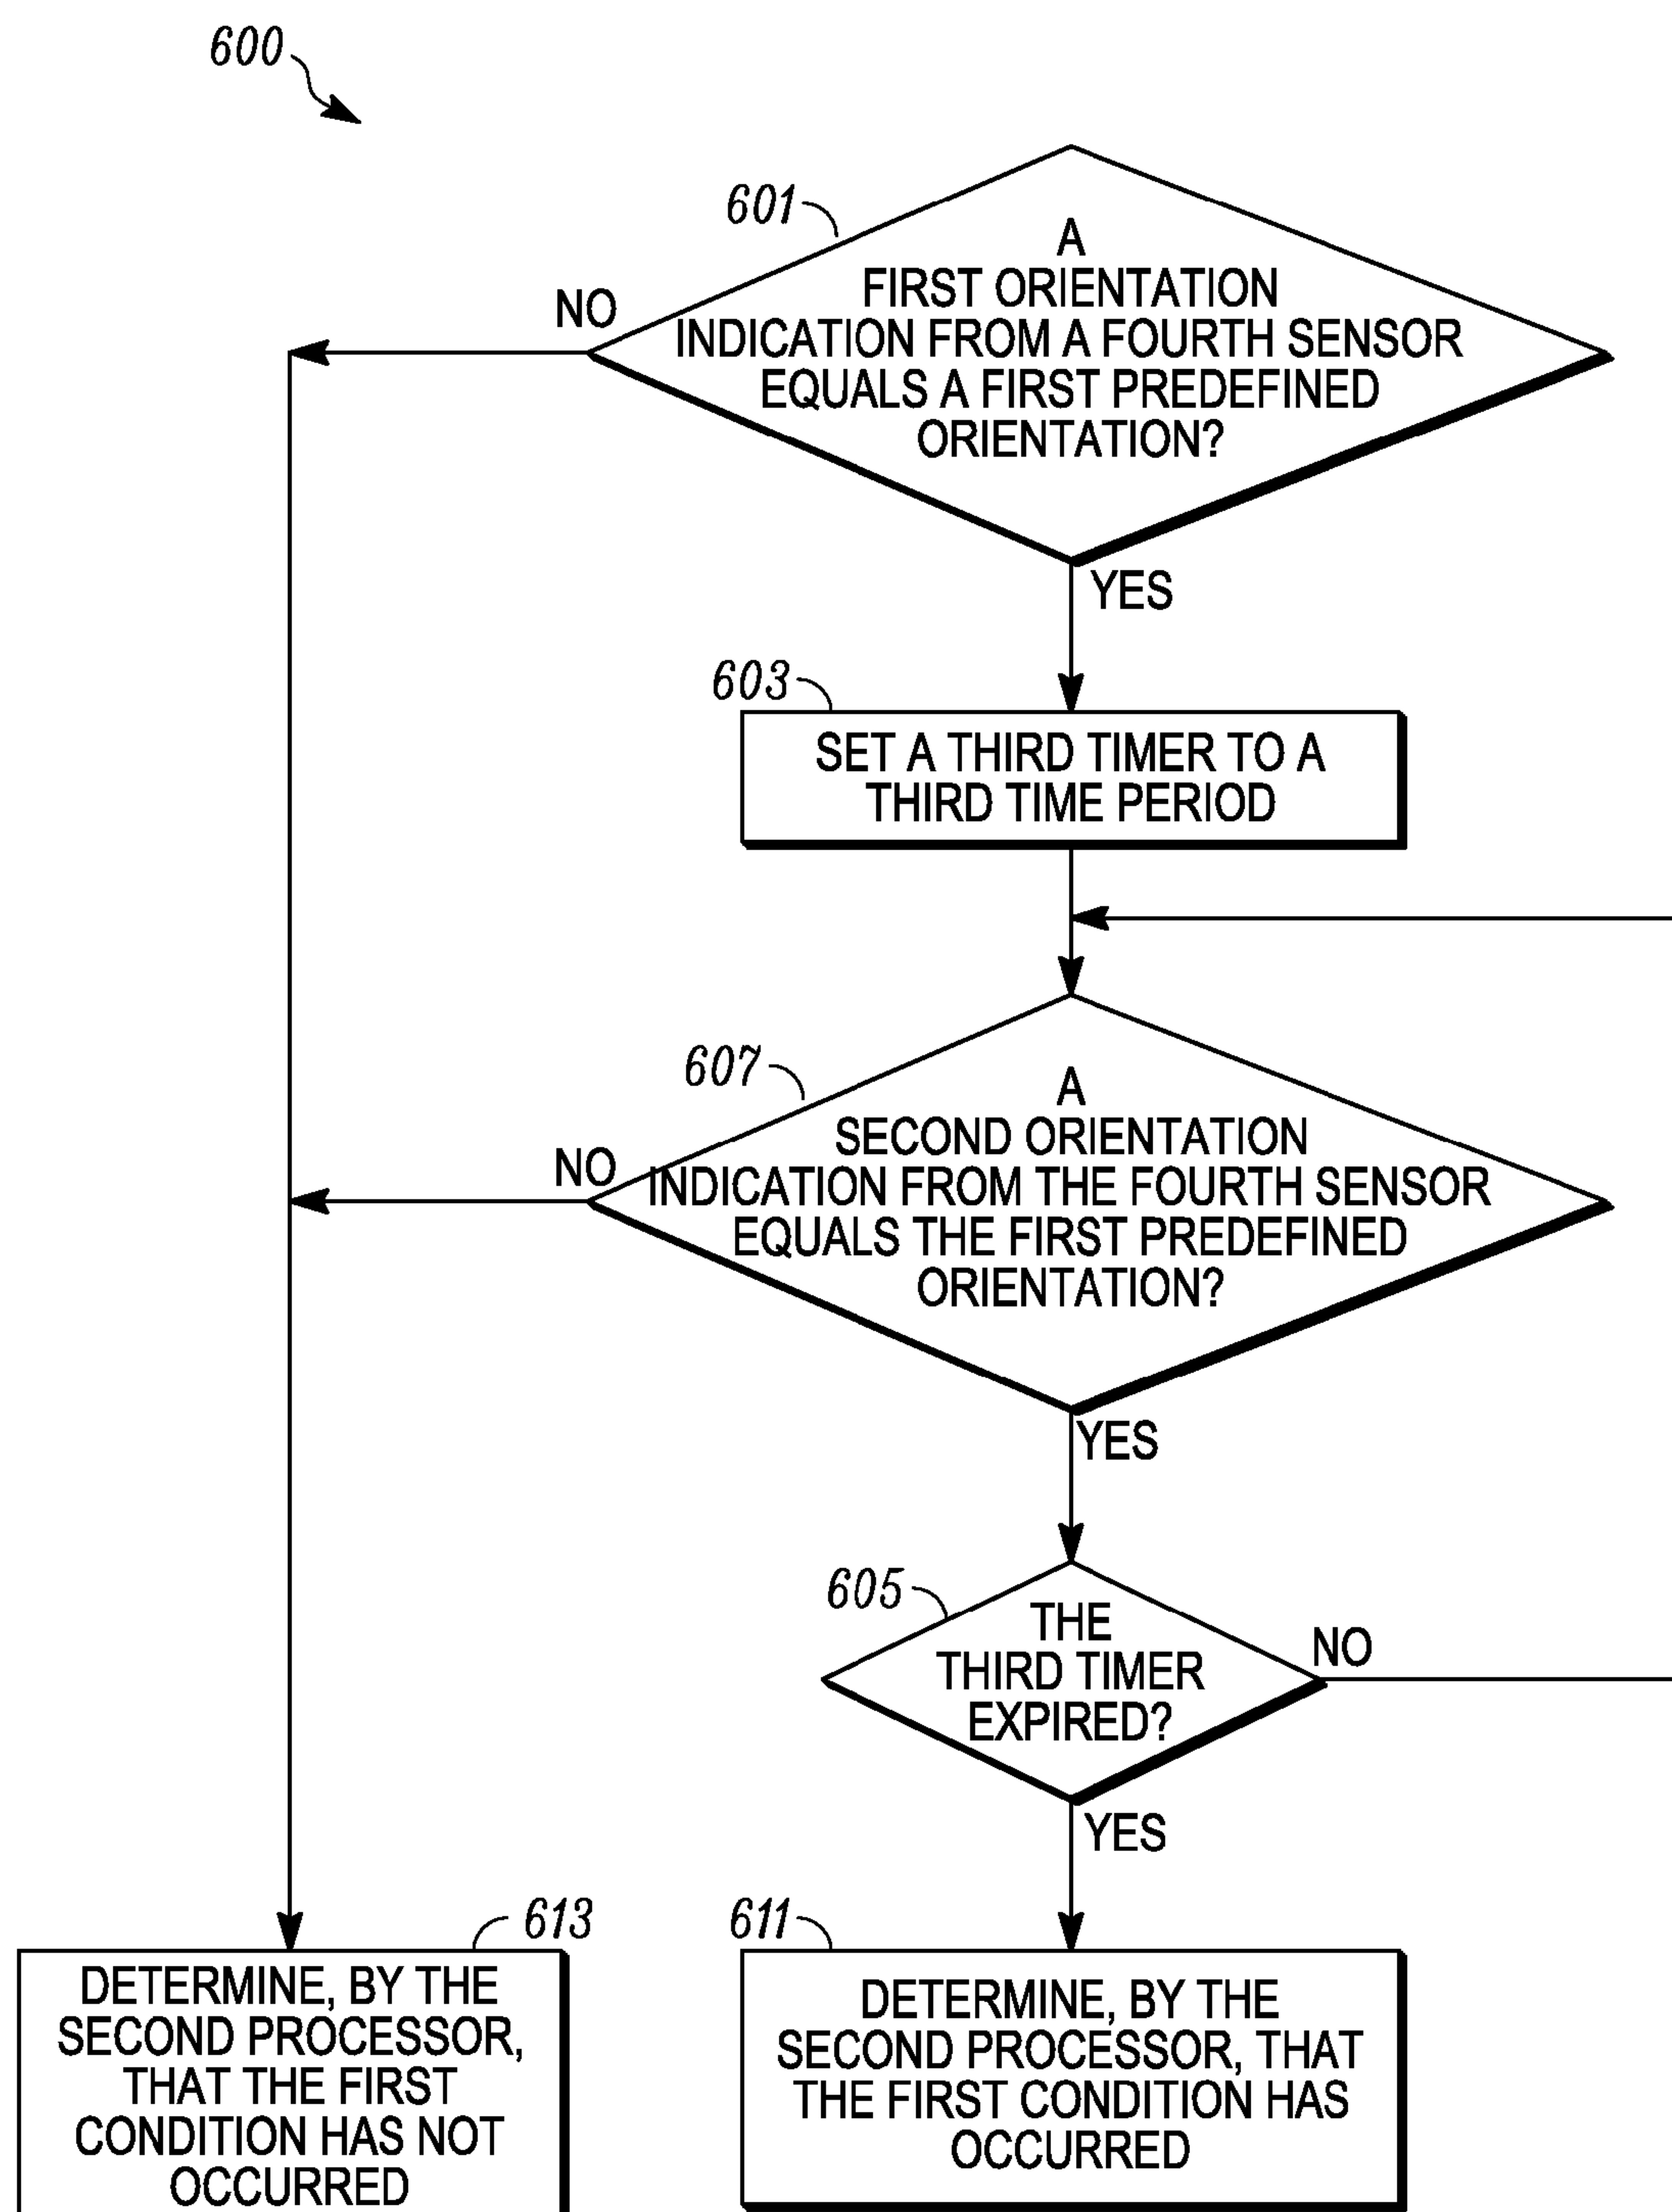 600
601
A
FIRST ORIENTATION
INDICATION FROM A FOURTH SENSOR
EQUALS A FIRST PREDEFINED
ORIENTATION?
NO
YES
603
SET A THIRD TIMER TO A
THIRD TIME PERIOD
607
A
SECOND ORIENTATION
INDICATION FROM THE FOURTH SENSOR
EQUALS THE FIRST PREDEFINED
ORIENTATION?
NO
YES
605
THE
THIRD TIMER
EXPIRED?
NO
YES
613
DETERMINE, BY THE
SECOND PROCESSOR,
THAT THE FIRST
CONDITION HAS NOT
OCCURRED
611
DETERMINE, BY THE
SECOND PROCESSOR, THAT
THE FIRST CONDITION HAS
OCCURRED